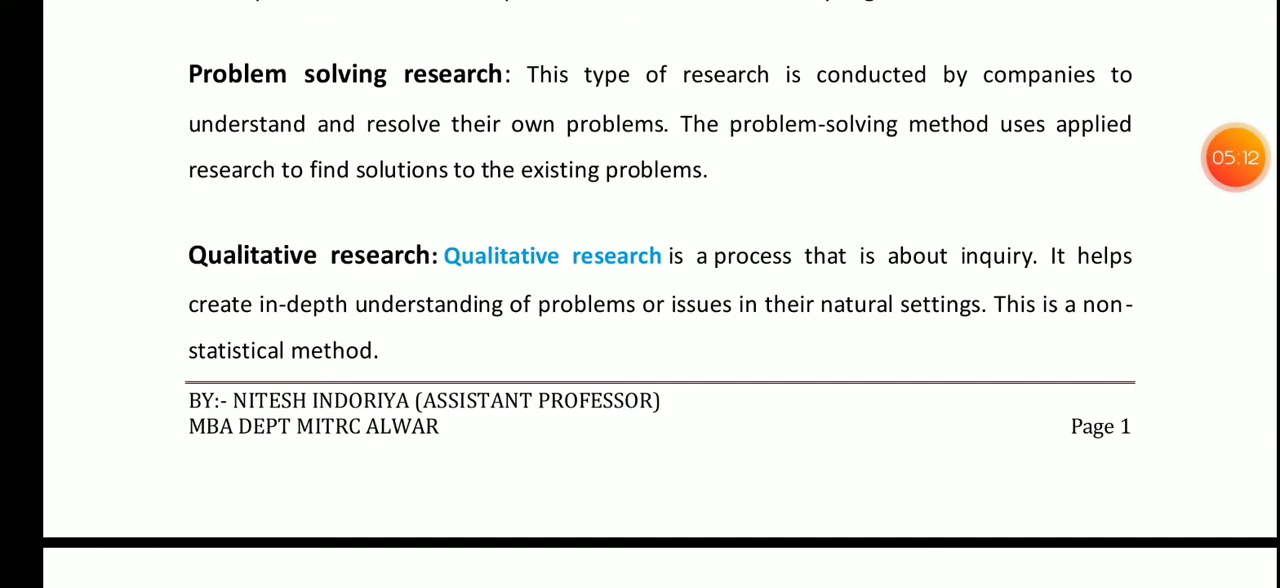 Problem solving research: This type of research is conducted by companies to
understand and resolve their own problems. The problem-solving method uses applied
research to find solutions to the existing problems.
05:12
Qualitative research: Qualitative research is a process that is about inquiry. It helps
create in-depth understanding of problems or issues in their natural settings. This is a non-
statistical method.
BY:- NITESH INDORIYA (ASSISTANT PROFESSOR)
MBA DEPT MITRC ALWAR
Page 1